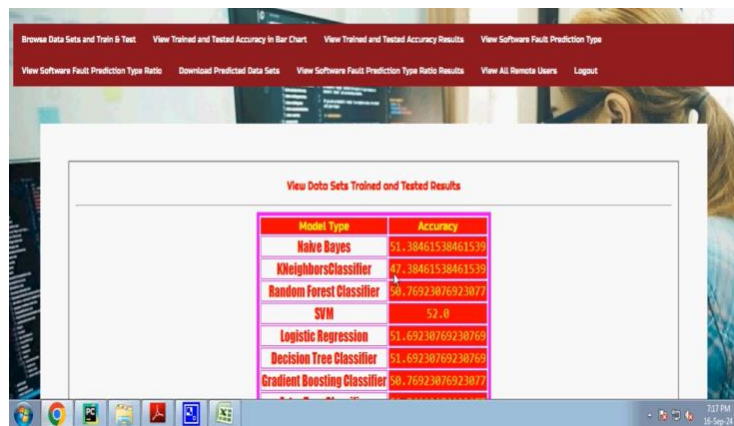 Browse Data Sets and Train & Test View Trained and Tested Accuracy in Bar Chart View Trained and Tested Accuracy Results View Software Fault Prediction Type
View Software Fault Prediction Type Ratio Download Predicted Data Sets View Software Fault Prediction Type Ratio Results View All Remote Users Logout
View Data Sets Trained and Tested Results
Model Type Accuracy
Naive Bayes 51.38461538461539
KNeighborsClassifier 47.38461538461539
Random Forest Classifier 50.76923076923077
SVM 52.0
Logistic Regression 51.69230769230769
Decision Tree Classifier 51.69230769230769
Gradient Boosting Classifier 50.76923076923077
7:17 PM
16-Sep-24